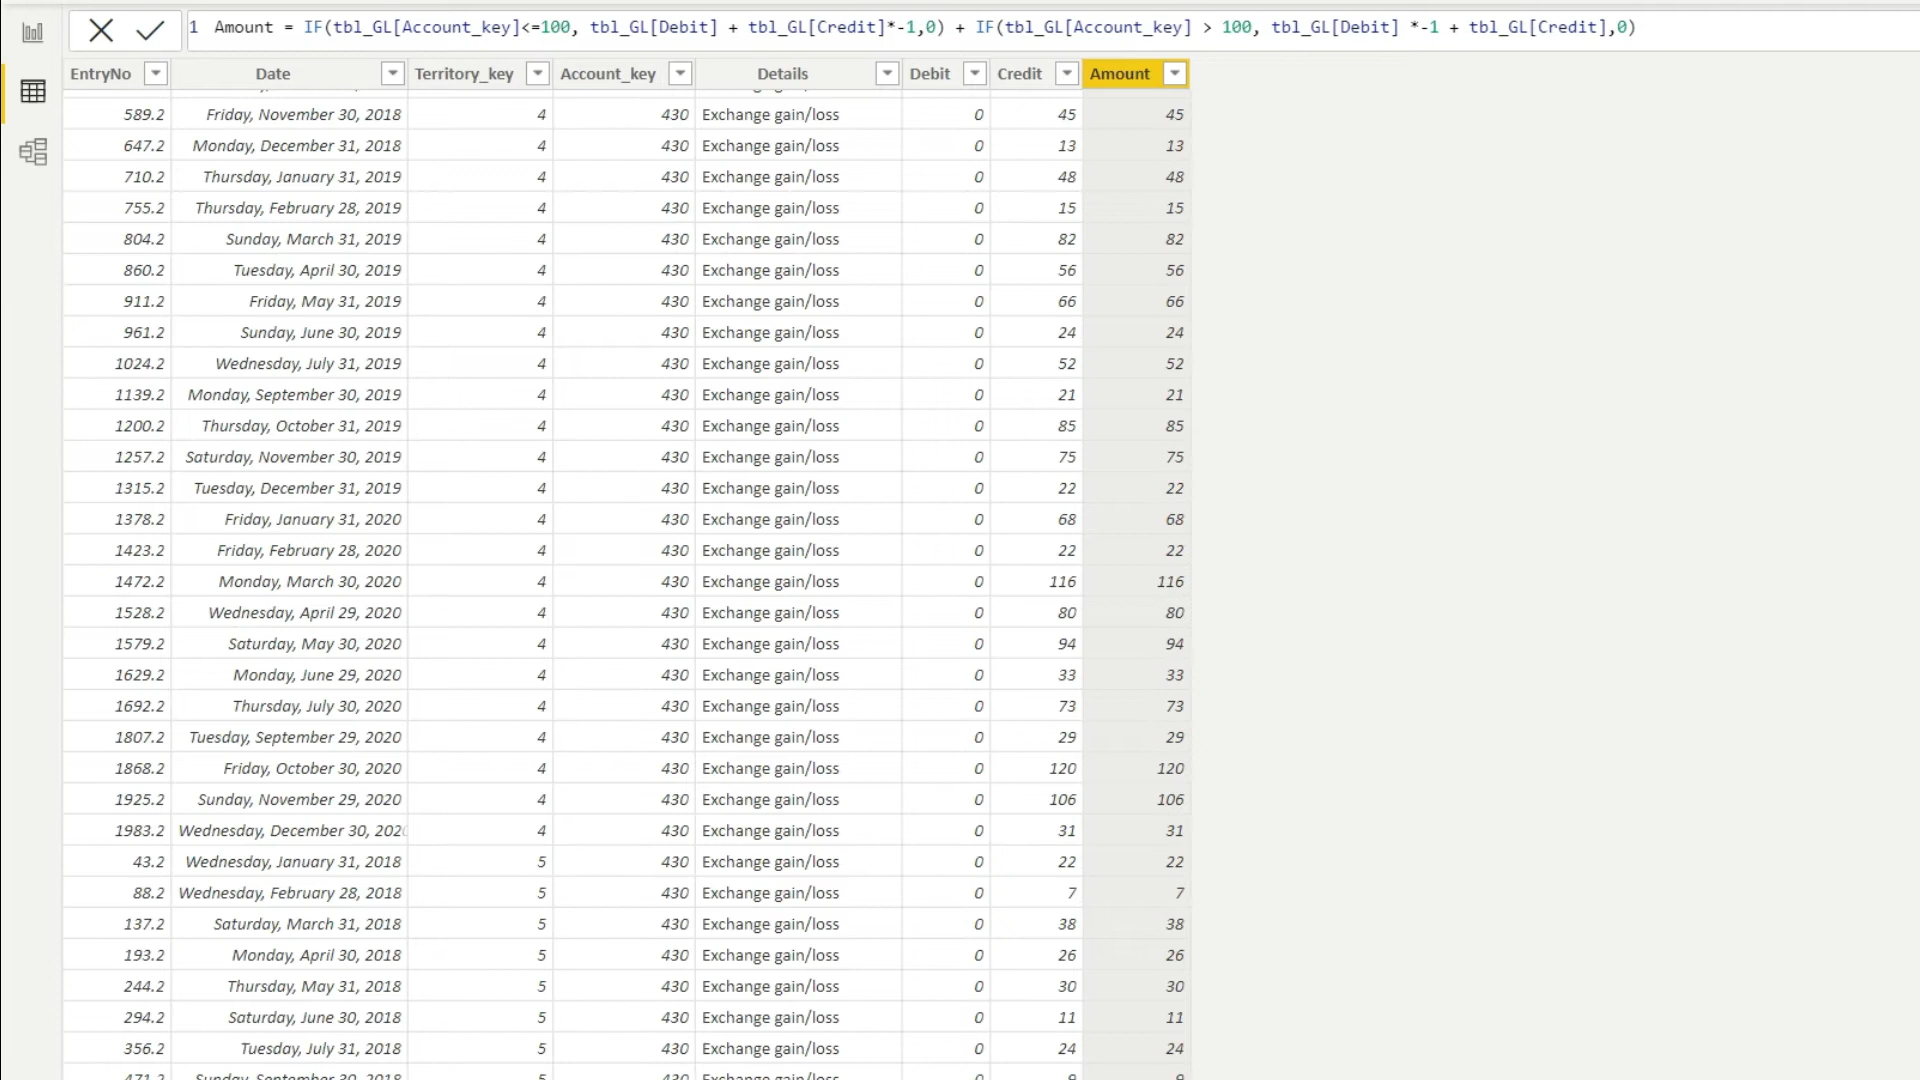 1 Amount = IF(tbl_GL[Account_key]<=100, tbl_GL[Debit] + tbl_GL[Credit]*-1,0) + IF(tbl_GL[Account_key] > 100, tbl_GL[Debit] *-1 + tbl_GL[Credit],0)
EntryNo Date Territory_key Account_key Details Debit Credit Amount
589.2 Friday, November 30, 2018 4 430 Exchange gain/loss 0 45 45
647.2 Monday, December 31, 2018 4 430 Exchange gain/loss 0 13 13
710.2 Thursday, January 31, 2019 4 430 Exchange gain/loss 0 48 48
755.2 Thursday, February 28, 2019 4 430 Exchange gain/loss 0 15 15
804.2 Sunday, March 31, 2019 4 430 Exchange gain/loss 0 82 82
860.2 Tuesday, April 30, 2019 4 430 Exchange gain/loss 0 56 56
911.2 Friday, May 31, 2019 4 430 Exchange gain/loss 0 66 66
961.2 Sunday, June 30, 2019 4 430 Exchange gain/loss 0 24 24
1024.2 Wednesday, July 31, 2019 4 430 Exchange gain/loss 0 52 52
1139.2 Monday, September 30, 2019 4 430 Exchange gain/loss 0 21 21
1200.2 Thursday, October 31, 2019 4 430 Exchange gain/loss 0 85 85
1257.2 Saturday, November 30, 2019 4 430 Exchange gain/loss 0 75 75
1315.2 Tuesday, December 31, 2019 4 430 Exchange gain/loss 0 22 22
1378.2 Friday, January 31, 2020 4 430 Exchange gain/loss 0 68 68
1423.2 Friday, February 28, 2020 4 430 Exchange gain/loss 0 22 22
1472.2 Monday, March 30, 2020 4 430 Exchange gain/loss 0 116 116
1528.2 Wednesday, April 29, 2020 4 430 Exchange gain/loss 0 80 80
1579.2 Saturday, May 30, 2020 4 430 Exchange gain/loss 0 94 94
1629.2 Monday, June 29, 2020 4 430 Exchange gain/loss 0 33 33
1692.2 Thursday, July 30, 2020 4 430 Exchange gain/loss 0 73 73
1807.2 Tuesday, September 29, 2020 4 430 Exchange gain/loss 0 29 29
1868.2 Friday, October 30, 2020 4 430 Exchange gain/loss 0 120 120
1925.2 Sunday, November 29, 2020 4 430 Exchange gain/loss 0 106 106
1983.2 Wednesday, December 30, 202 4 430 Exchange gain/loss 0 31 31
43.2 Wednesday, January 31, 2018 5 430 Exchange gain/loss 0 22 22
88.2 Wednesday, February 28, 2018 5 430 Exchange gain/loss 0 7 7
137.2 Saturday, March 31, 2018 5 430 Exchange gain/loss 0 38 38
193.2 Monday, April 30, 2018 5 430 Exchange gain/loss 0 26 26
244.2 Thursday, May 31, 2018 5 430 Exchange gain/loss 0 30 30
294.2 Saturday, June 30, 2018 5 430 Exchange gain/loss 0 11 11
356.2 Tuesday, July 31, 2018 5 430 Exchange gain/loss 0 24 24